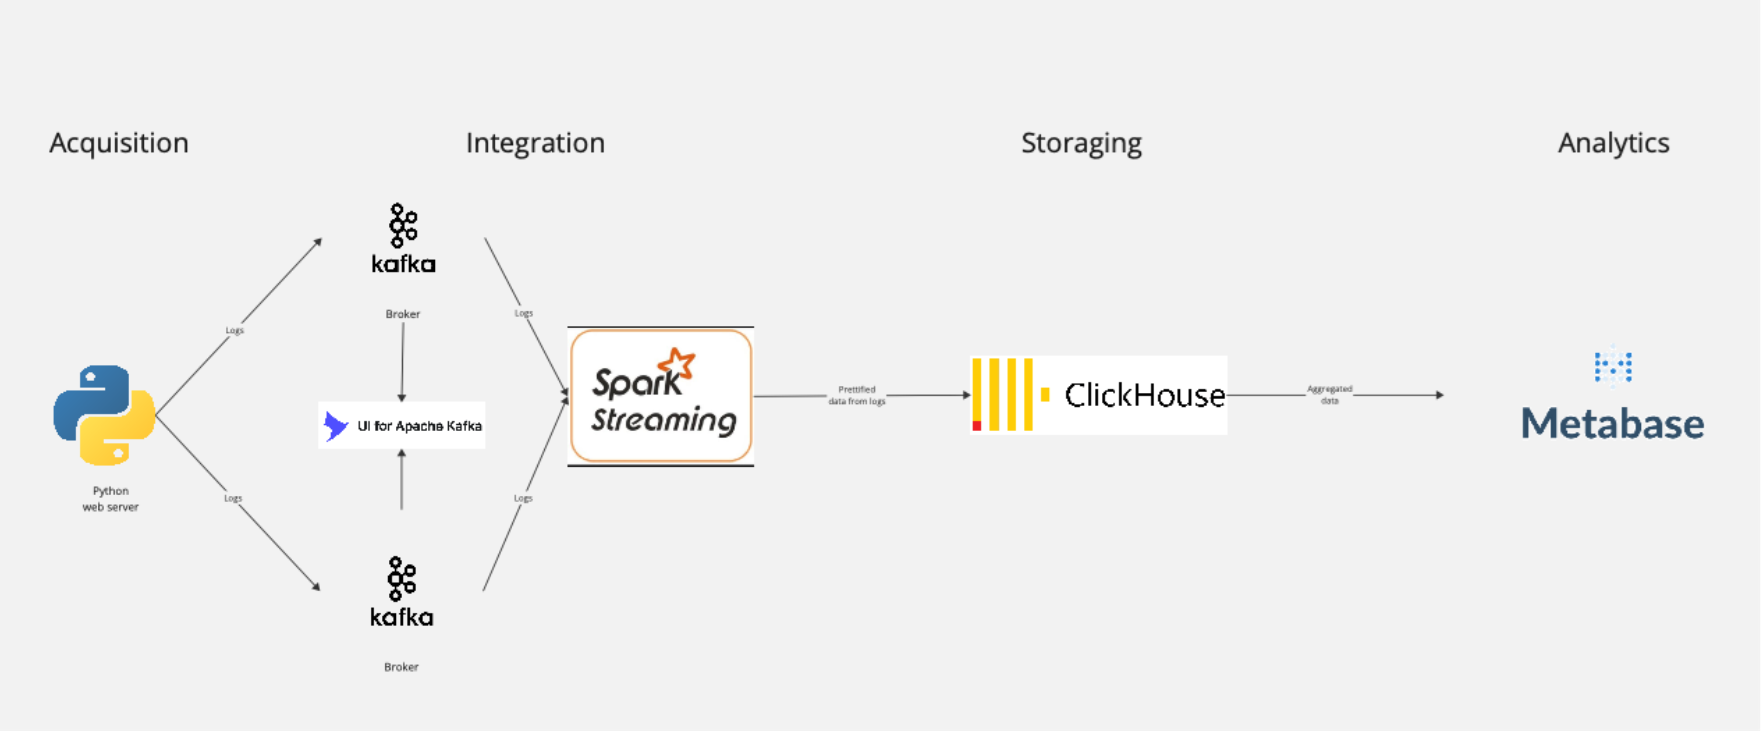 Acquisition
Integration
Storaging
Analytics
kafka
Broker
Logs
Logs
UI for Apache Kafka
Spark
Streaming
Prettified
data from logs
ClickHouse
Aggregated
data
Metabase
Python
web server
Logs
Logs
kafka
Broker